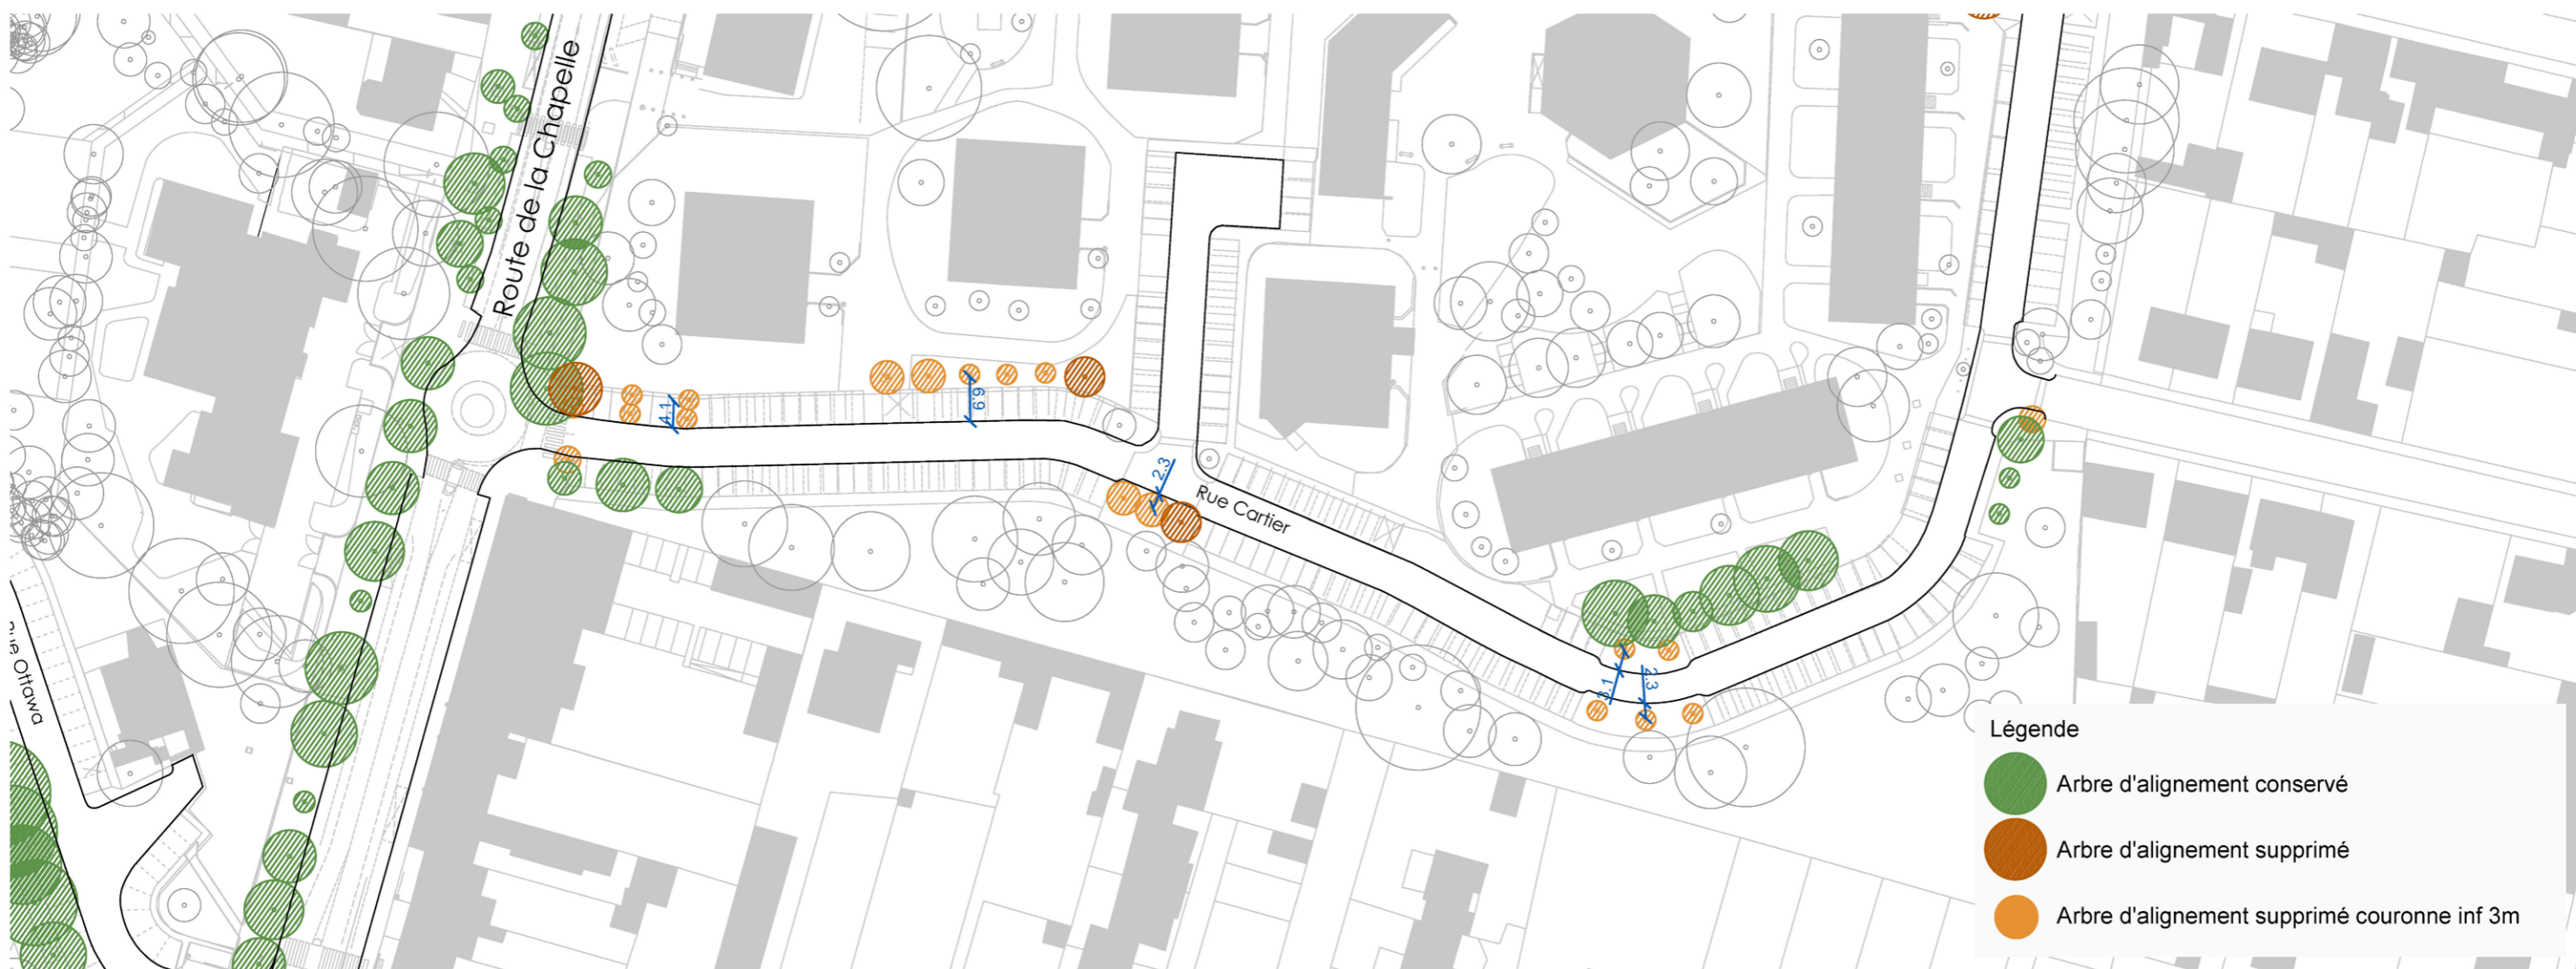 Route de la Chapelle
4.1
6.9
2.3
Rue Cartier
3.1
2.3
Rue Ottawa
Légende
Arbre d'alignement conservé
Arbre d'alignement supprimé
Arbre d'alignement supprimé couronne inf 3m